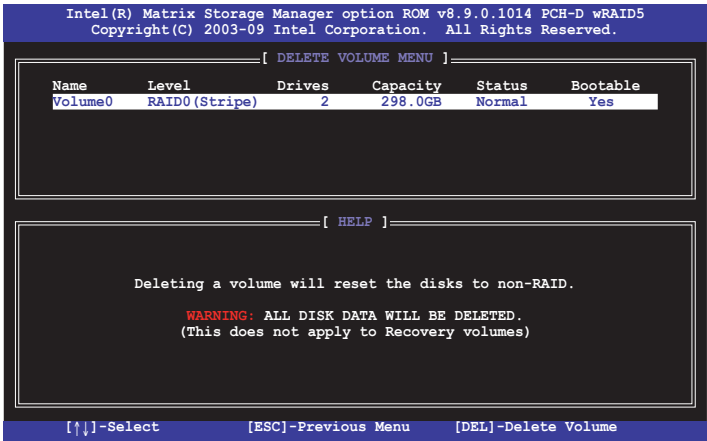 Intel(R) Matrix Storage Manager option ROM v8.9.0.1014 PCH-D wRAID5
Copyright(C) 2003-09 Intel Corporation. All Rights Reserved.
[ DELETE VOLUME MENU ]
Name Level Drives Capacity Status Bootable
Volume0 RAID0(Stripe) 2 298.0GB Normal Yes
[ HELP ]
Deleting a volume will reset the disks to non-RAID.
WARNING: ALL DISK DATA WILL BE DELETED.
(This does not apply to Recovery volumes)
[↑↓]-Select [ESC]-Previous Menu [DEL]-Delete Volume